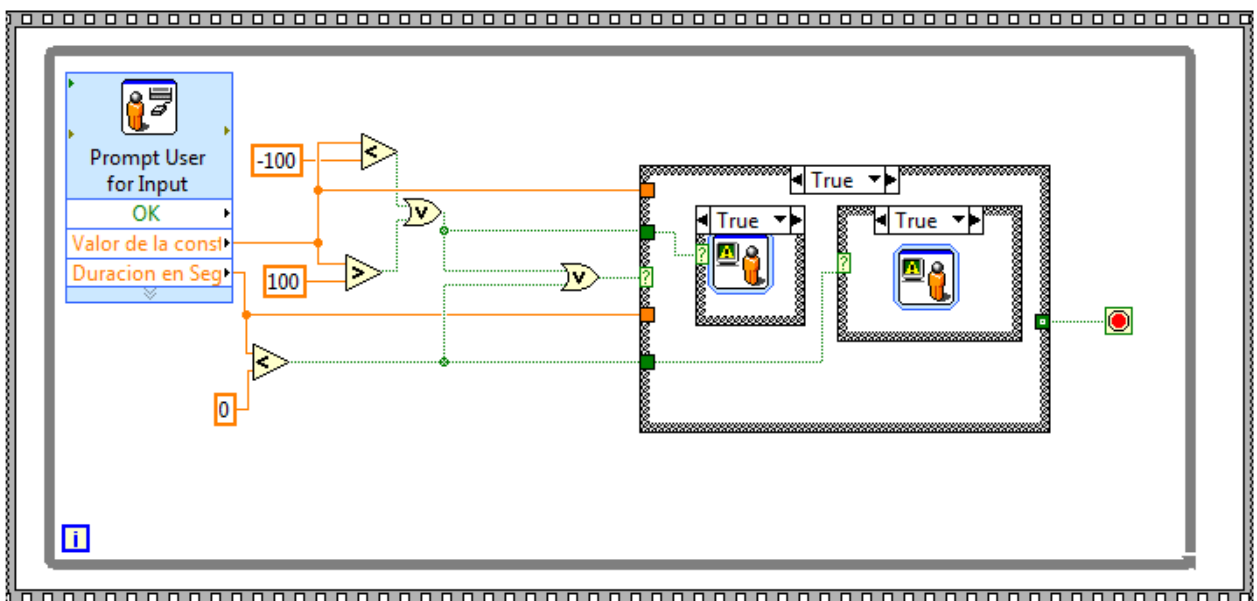 Prompt User
for Input
OK
Valor de la const
Duracion en Seg
-100
<
V
100
>
V
<
0
True
True
?
True
?
?
i